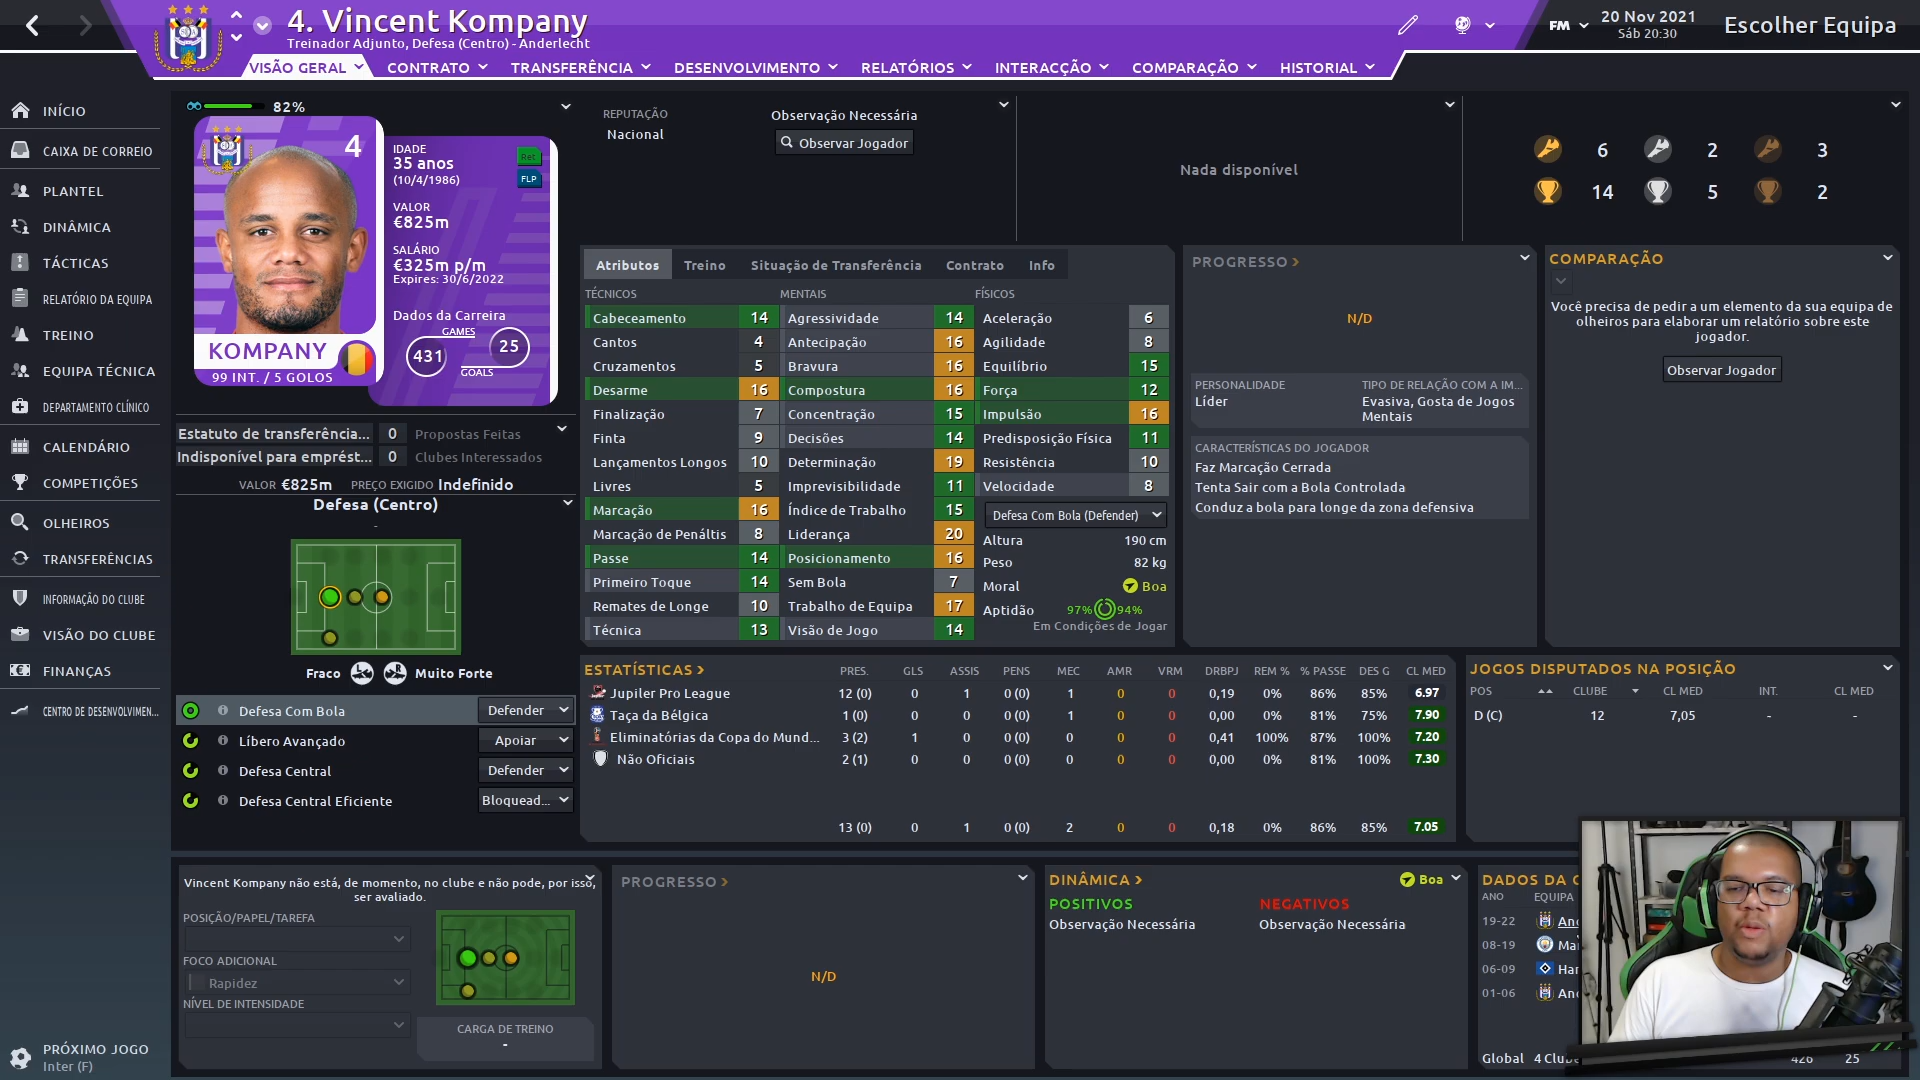 4. Vincent Kompany
Treinador Adjunto, Defesa (Centro) - Anderlecht
FM
20 Nov 2021
Sáb 20:30
Escolher Equipa
VISÃO GERAL
CONTRATO
TRANSFERÊNCIA
DESENVOLVIMENTO
RELATÓRIOS
INTERACÇÃO
COMPARAÇÃO
HISTORIAL
INÍCIO
CAIXA DE CORREIO
PLANTEL
DINÂMICA
TÁCTICAS
RELATÓRIO DA EQUIPA
TREINO
EQUIPA TÉCNICA
DEPARTAMENTO CLÍNICO
CALENDÁRIO
COMPETIÇÕES
OLHEIROS
TRANSFERÊNCIAS
INFORMAÇÃO DO CLUBE
VISÃO DO CLUBE
FINANÇAS
CENTRO DE DESENVOLVIMEN...
PRÓXIMO JOGO
Inter (F)
82%
4
KOMPANY
99 INT. / 5 GOLOS
IDADE
35 anos
(10/4/1986)
Ret
FLP
VALOR
€825m
SALÁRIO
€325m p/m
Expires: 30/6/2022
Dados da Carreira
GAMES
431
25
GOALS
Estatuto de transferência... 0 Propostas Feitas
Indisponível para emprést... 0 Clubes Interessados
VALOR €825m PREÇO EXIGIDO Indefinido
Defesa (Centro)
-
Fraco L R Muito Forte
Defesa Com Bola Defender
Líbero Avançado Apoiar
Defesa Central Defender
Defesa Central Eficiente Bloquead...
REPUTAÇÃO
Nacional
Observação Necessária
Observar Jogador
Nada disponível
6 2 3
14 5 2
Atributos Treino Situação de Transferência Contrato Info
TÉCNICOS MENTAIS FÍSICOS
Cabeceamento 14 Agressividade 14 Aceleração 6
Cantos 4 Antecipação 16 Agilidade 8
Cruzamentos 5 Bravura 16 Equilíbrio 15
Desarme 16 Compostura 16 Força 12
Finalização 7 Concentração 15 Impulsão 16
Finta 9 Decisões 14 Predisposição Física 11
Lançamentos Longos 10 Determinação 19 Resistência 10
Livres 5 Imprevisibilidade 11 Velocidade 8
Marcação 16 Índice de Trabalho 15 Defesa Com Bola (Defender)
Marcação de Penáltis 8 Liderança 20 Altura 190 cm
Passe 14 Posicionamento 16 Peso 82 kg
Primeiro Toque 14 Sem Bola 7 Moral Boa
Remates de Longe 10 Trabalho de Equipa 17 Aptidão 97% 94%
Técnica 13 Visão de Jogo 14 Em Condições de Jogar
PROGRESSO
N/D
PERSONALIDADE
Líder
TIPO DE RELAÇÃO COM A IM...
Evasiva, Gosta de Jogos
Mentais
CARACTERÍSTICAS DO JOGADOR
Faz Marcação Cerrada
Tenta Sair com a Bola Controlada
Conduz a bola para longe da zona defensiva
COMPARAÇÃO
Você precisa de pedir a um elemento da sua equipa de
olheiros para elaborar um relatório sobre este
jogador.
Observar Jogador
ESTATÍSTICAS PRES. GLS ASSIS PENS MEC AMR VRM DRBPJ REM % % PASSE DES G CL MED
Jupiler Pro League 12 (0) 0 1 0 (0) 1 0 0 0,19 0% 86% 85% 6.97
Taça da Bélgica 1 (0) 0 0 0 (0) 1 0 0 0,00 0% 81% 75% 7.90
Eliminatórias da Copa do Mund... 3 (2) 1 0 0 (0) 0 0 0 0,41 100% 87% 100% 7.20
Não Oficiais 2 (1) 0 0 0 (0) 0 0 0 0,00 0% 81% 100% 7.30
13 (0) 0 1 0 (0) 2 0 0 0,18 0% 86% 85% 7.05
JOGOS DISPUTADOS NA POSIÇÃO
POS CLUBE CL MED INT. CL MED
D (C) 12 7,05 - -
Vincent Kompany não está, de momento, no clube e não pode, por isso,
ser avaliado.
POSIÇÃO/PAPEL/TAREFA
FOCO ADICIONAL
Rapidez
NÍVEL DE INTENSIDADE
CARGA DE TREINO
-
PROGRESSO
N/D
DINÂMICA
Boa
POSITIVOS
Observação Necessária
NEGATIVOS
Observação Necessária
DADOS DA C
ANO EQUIPA
19-22 And
08-19 Ma
06-09 Har
01-06 And
Global 4 Clube 426 25